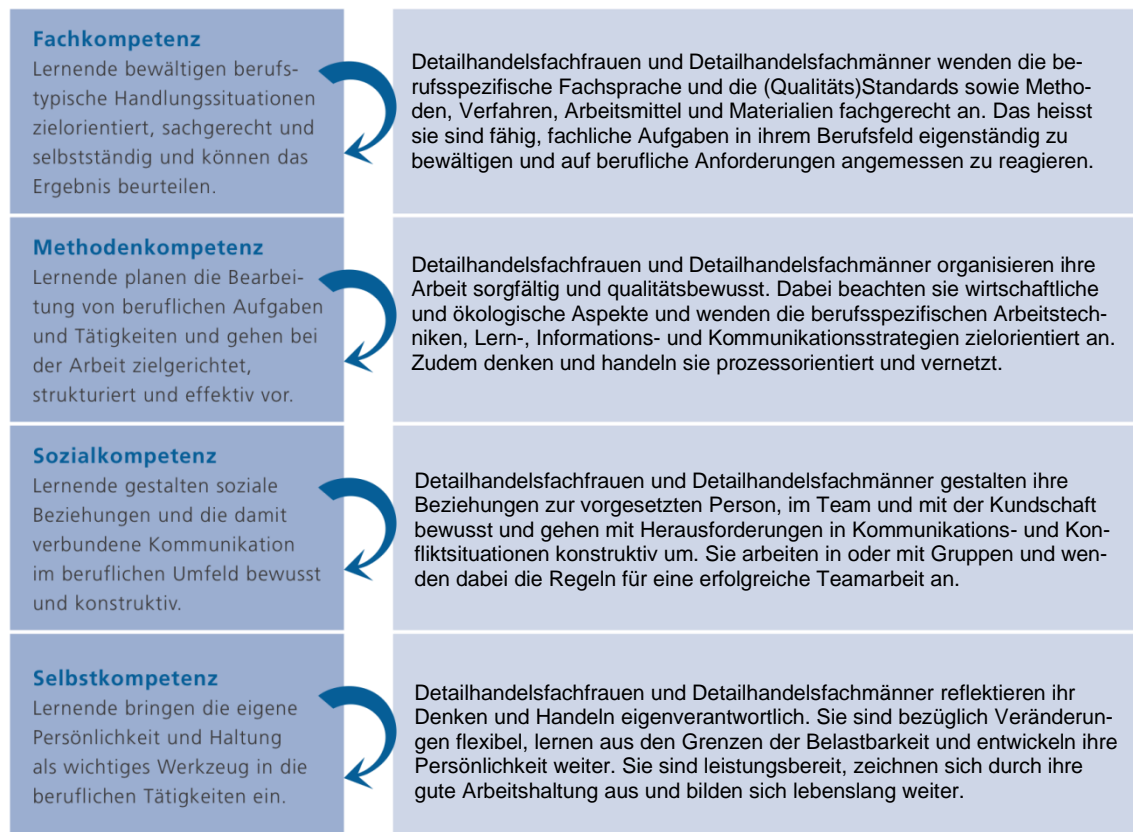 Fachkompetenz
Lernende bewältigen berufs-
typische Handlungssituationen
zielorientiert, sachgerecht und
selbstständig und können das
Ergebnis beurteilen.
Detailhandelsfachfrauen und Detailhandelsfachmänner wenden die be-
rufsspezifische Fachsprache und die (Qualitäts)Standards sowie Metho-
den, Verfahren, Arbeitsmittel und Materialien fachgerecht an. Das heisst
sie sind fähig, fachliche Aufgaben in ihrem Berufsfeld eigenständig zu
bewältigen und auf berufliche Anforderungen angemessen zu reagieren.
Methodenkompetenz
Lernende planen die Bearbei-
tung von beruflichen Aufgaben
und Tätigkeiten und gehen bei
der Arbeit zielgerichtet,
strukturiert und effektiv vor.
Detailhandelsfachfrauen und Detailhandelsfachmänner organisieren ihre
Arbeit sorgfältig und qualitätsbewusst. Dabei beachten sie wirtschaftliche
und ökologische Aspekte und wenden die berufsspezifischen Arbeitstech-
niken, Lern-, Informations- und Kommunikationsstrategien zielorientiert an.
Zudem denken und handeln sie prozessorientiert und vernetzt.
Sozialkompetenz
Lernende gestalten soziale
Beziehungen und die damit
verbundene Kommunikation
im beruflichen Umfeld bewusst
und konstruktiv.
Detailhandelsfachfrauen und Detailhandelsfachmänner gestalten ihre
Beziehungen zur vorgesetzten Person, im Team und mit der Kundschaft
bewusst und gehen mit Herausforderungen in Kommunikations- und Kon-
fliktsituationen konstruktiv um. Sie arbeiten in oder mit Gruppen und wen-
den dabei die Regeln für eine erfolgreiche Teamarbeit an.
Selbstkompetenz
Lernende bringen die eigene
Persönlichkeit und Haltung
als wichtiges Werkzeug in die
beruflichen Tätigkeiten ein.
Detailhandelsfachfrauen und Detailhandelsfachmänner reflektieren ihr
Denken und Handeln eigenverantwortlich. Sie sind bezüglich Veränderun-
gen flexibel, lernen aus den Grenzen der Belastbarkeit und entwickeln ihre
Persönlichkeit weiter. Sie sind leistungsbereit, zeichnen sich durch ihre
gute Arbeitshaltung aus und bilden sich lebenslang weiter.